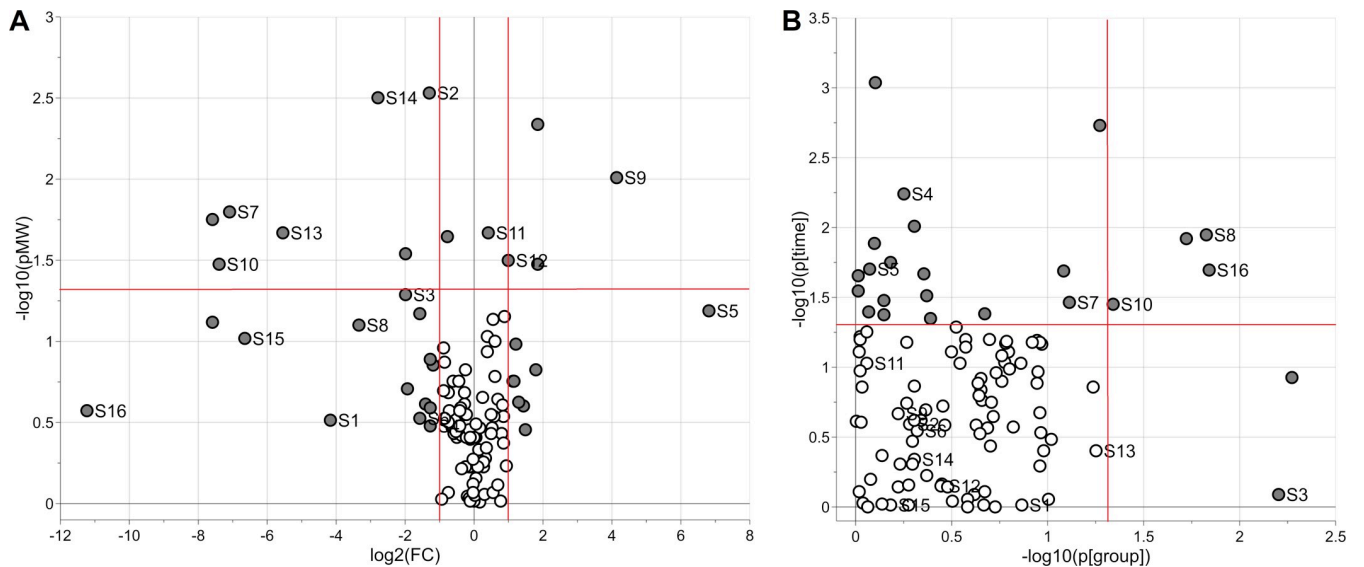 A
3
2.5
2
1.5
1
0.5
0
-12
-10
-8
-6
-4
-2
0
2
4
6
8
-log10(pMW)
log2(FC)
S14
S2
S9
S7
S13
S11
S10
S12
S3
S5
S8
S15
S16
S1
B
3.5
3
2.5
2
1.5
1
0.5
0
0
0.5
1
1.5
2
2.5
-log10(p[time])
-log10(p[group])
S4
S8
S5
S16
S7
S10
S11
S13
S14
S12
S3
S15
S1